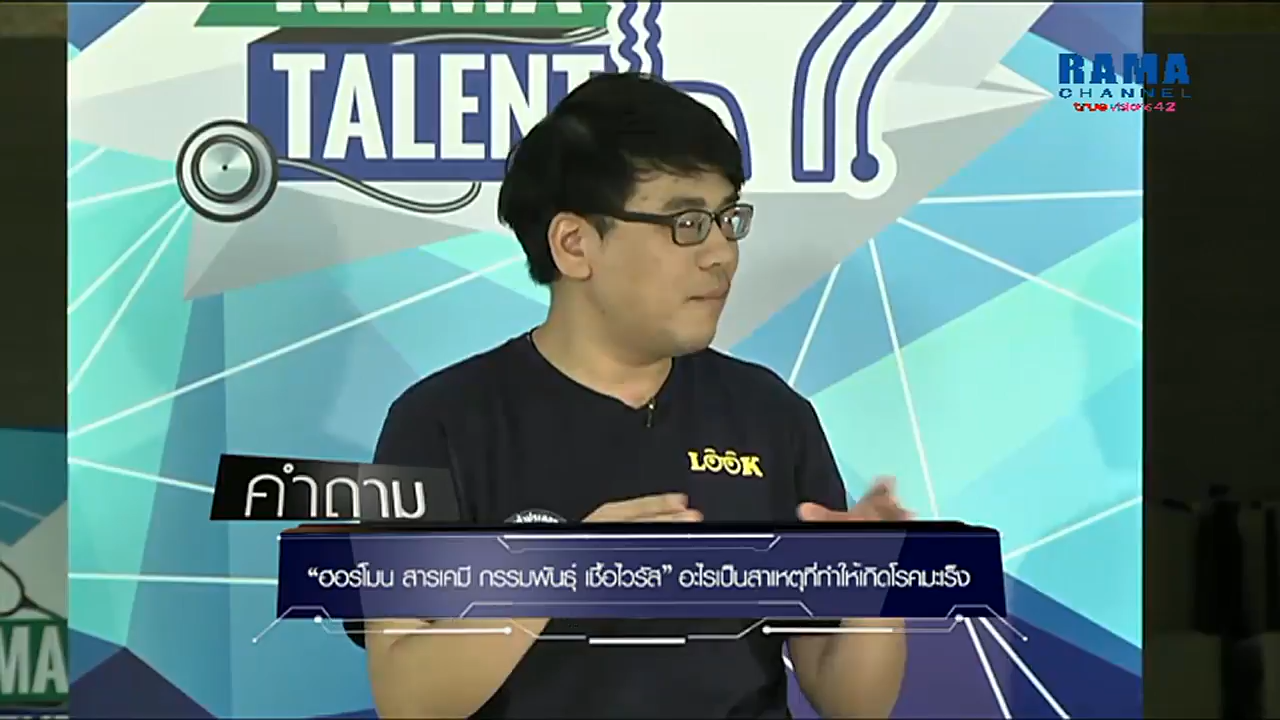 RAMA
TALENT
RAMA
CHANNEL
true visions 42
LOOK
คำถาม
“ฮอร์โมน สารเคมี กรรมพันธุ์ เชื้อไวรัส” อะไรเป็นสาเหตุที่ทำให้เกิดโรคมะเร็ง